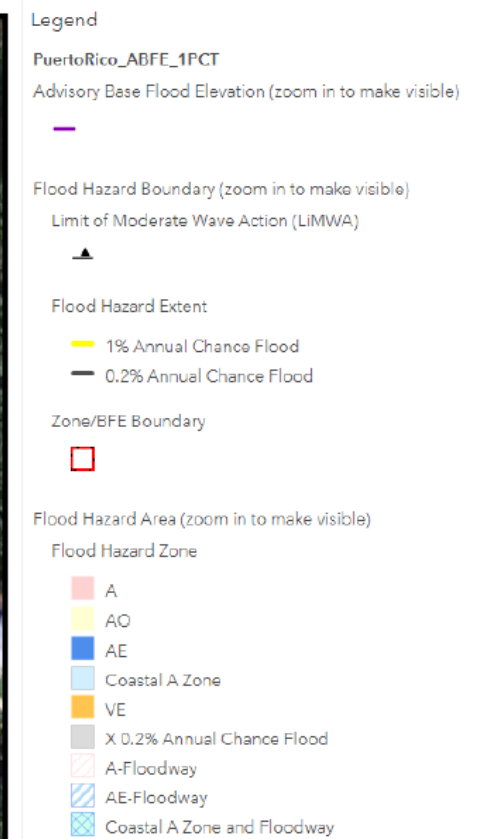 Legend
PuertoRico_ABFE_1PCT
Advisory Base Flood Elevation (zoom in to make visible)
Flood Hazard Boundary (zoom in to make visible)
Limit of Moderate Wave Action (LiMWA)
Flood Hazard Extent
1% Annual Chance Flood
0.2% Annual Chance Flood
Zone/BFE Boundary
Flood Hazard Area (zoom in to make visible)
Flood Hazard Zone
A
AO
AE
Coastal A Zone
VE
X 0.2% Annual Chance Flood
A-Floodway
AE-Floodway
Coastal A Zone and Floodway